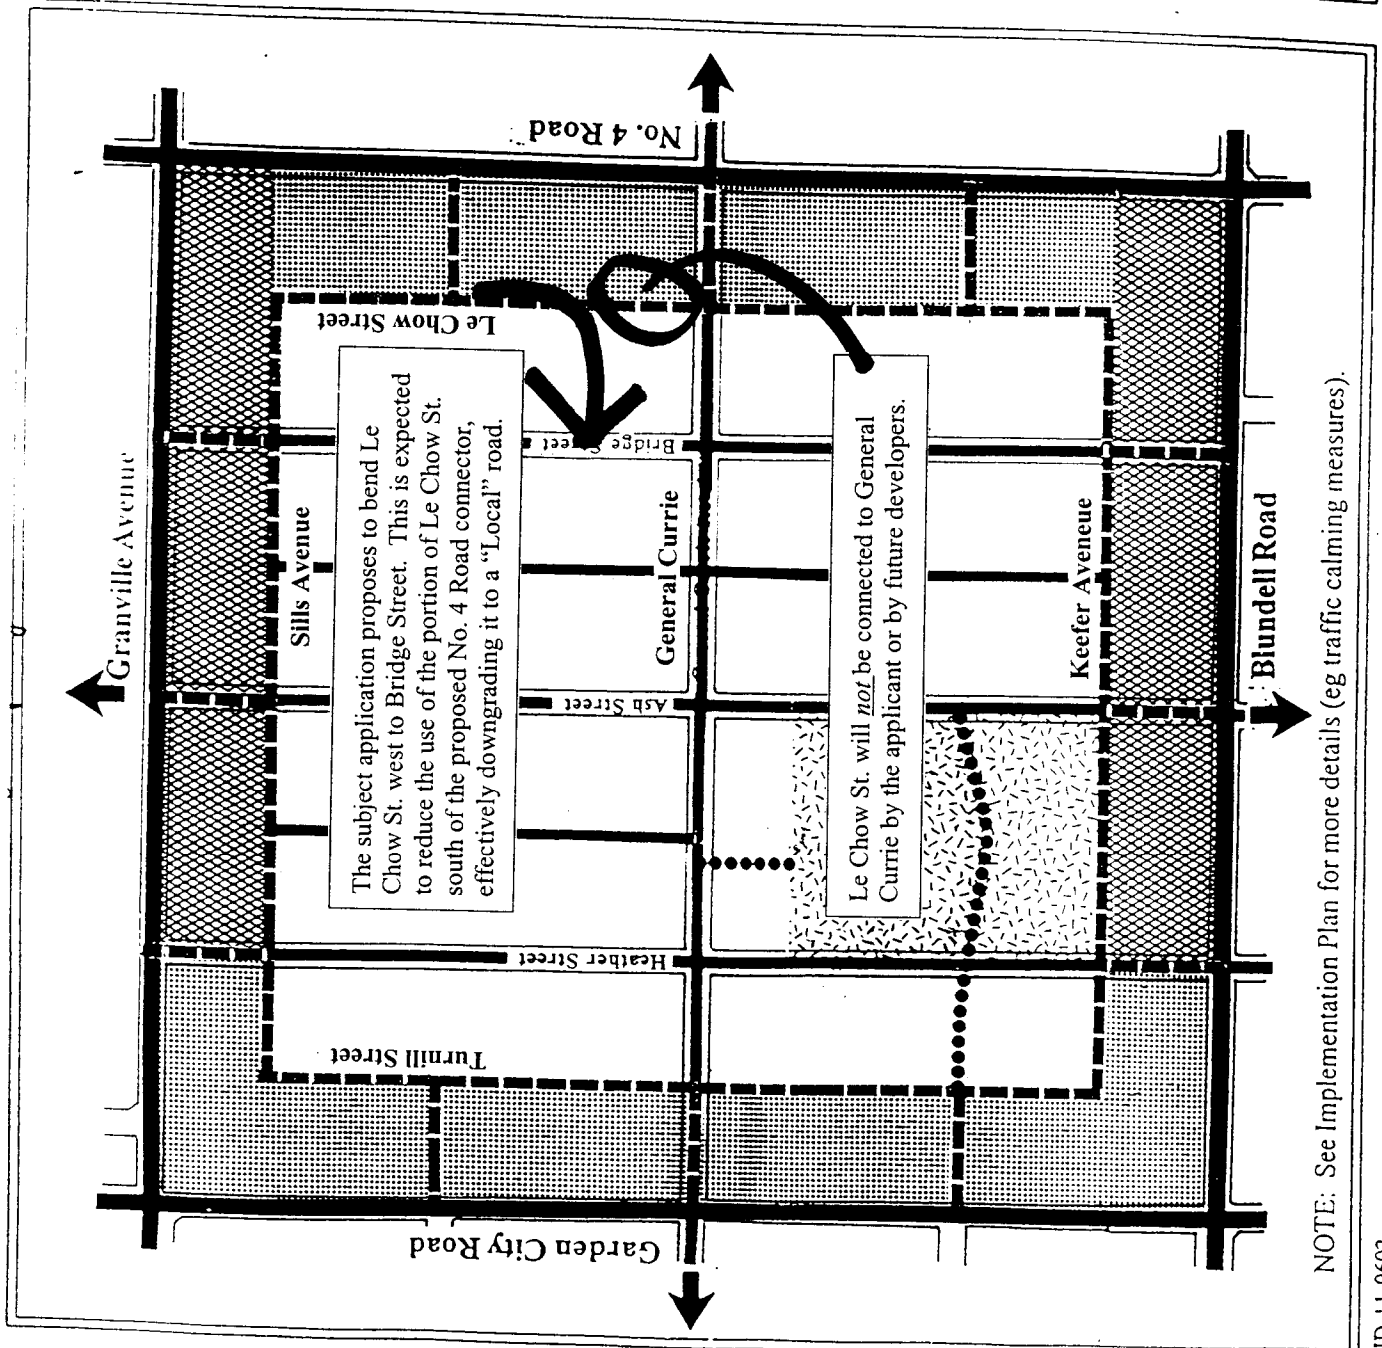 Granville Avenue
No. 4 Road
Le Chow Street
Sills Avenue
The subject application proposes to bend Le
Chow St. west to Bridge Street. This is expected
to reduce the use of the portion of Le Chow St.
south of the proposed No. 4 Road connector,
effectively downgrading it to a “Local” road.
Bridge Street
Ash Street
Heather Street
Turnill Street
Garden City Road
General Currie
Le Chow St. will not be connected to General
Currie by the applicant or by future developers.
Keefer Aveneue
Blundell Road
NOTE: See Implementation Plan for more details (eg traffic calming measures).